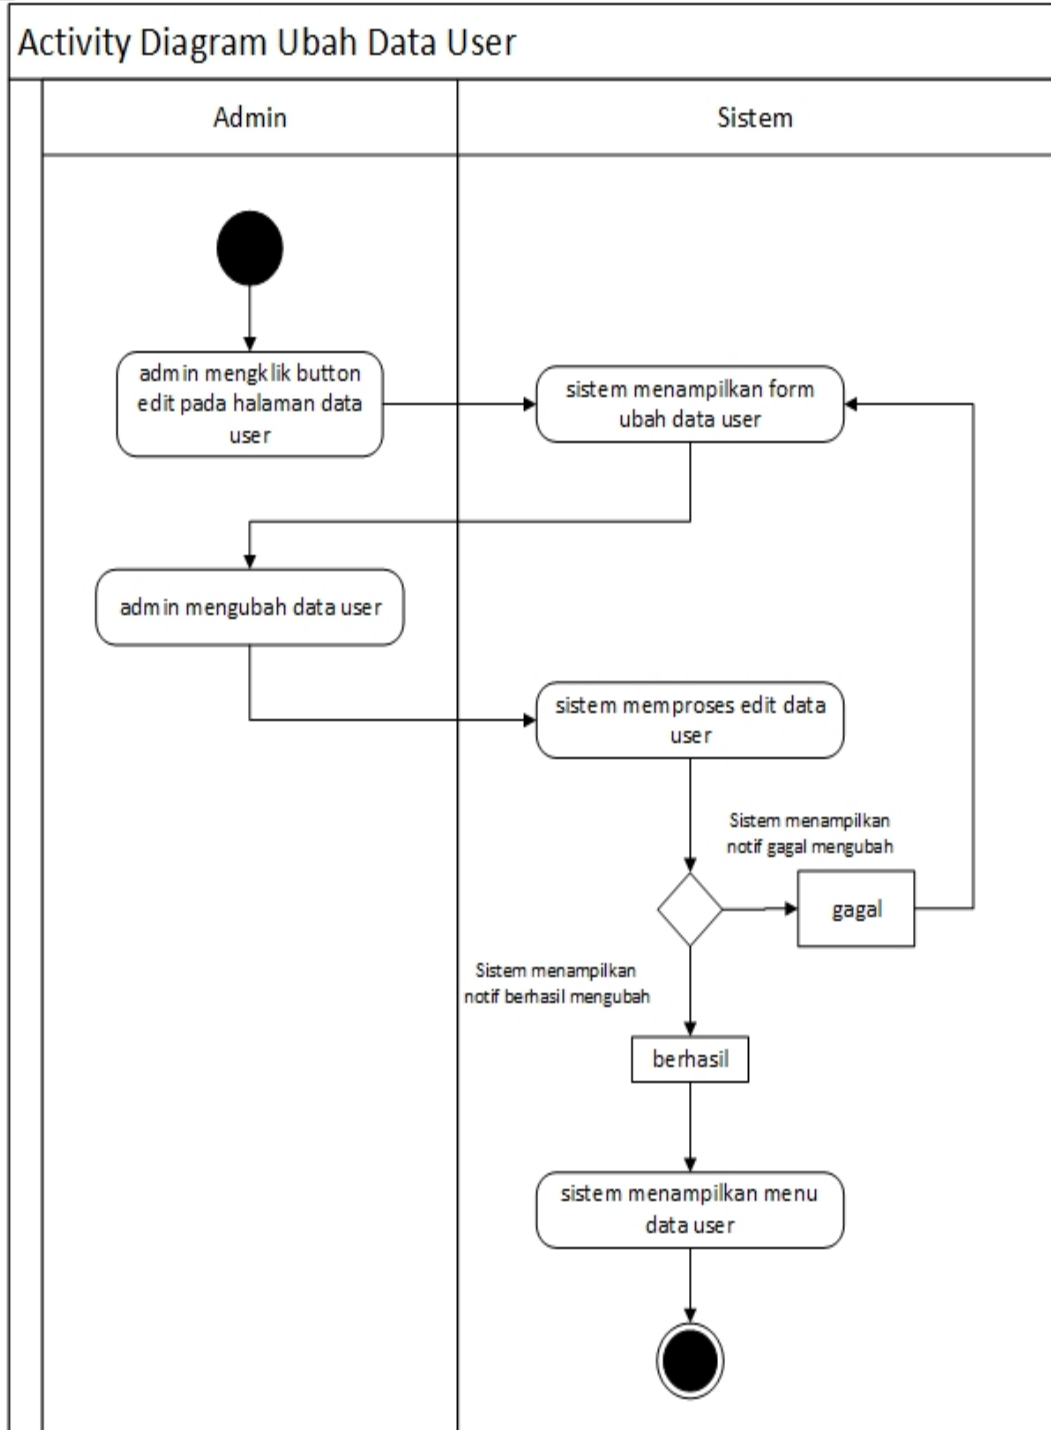 Activity Diagram Ubah Data User
Admin
Sistem
admin mengklik button
edit pada halaman data
user
sistem menampilkan form
ubah data user
admin mengubah data user
sistem memproses edit data
user
Sistem menampilkan
notif gagal mengubah
gagal
Sistem menampilkan
notif berhasil mengubah
berhasil
sistem menampilkan menu
data user